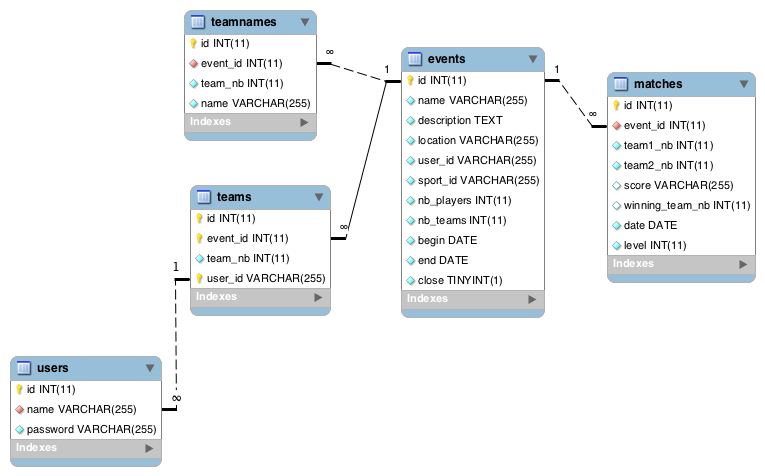 teamnames
id INT(11)
event_id INT(11)
team_nb INT(11)
name VARCHAR(255)
Indexes
∞
1
events
id INT(11)
name VARCHAR(255)
description TEXT
location VARCHAR(255)
user_id VARCHAR(255)
sport_id VARCHAR(255)
nb_players INT(11)
nb_teams INT(11)
begin DATE
end DATE
close TINYINT(1)
Indexes
1
∞
matches
id INT(11)
event_id INT(11)
team1_nb INT(11)
team2_nb INT(11)
score VARCHAR(255)
winning_team_nb INT(11)
date DATE
level INT(11)
Indexes
teams
id INT(11)
event_id INT(11)
team_nb INT(11)
user_id VARCHAR(255)
Indexes
∞
1
∞
users
id INT(11)
name VARCHAR(255)
password VARCHAR(255)
Indexes